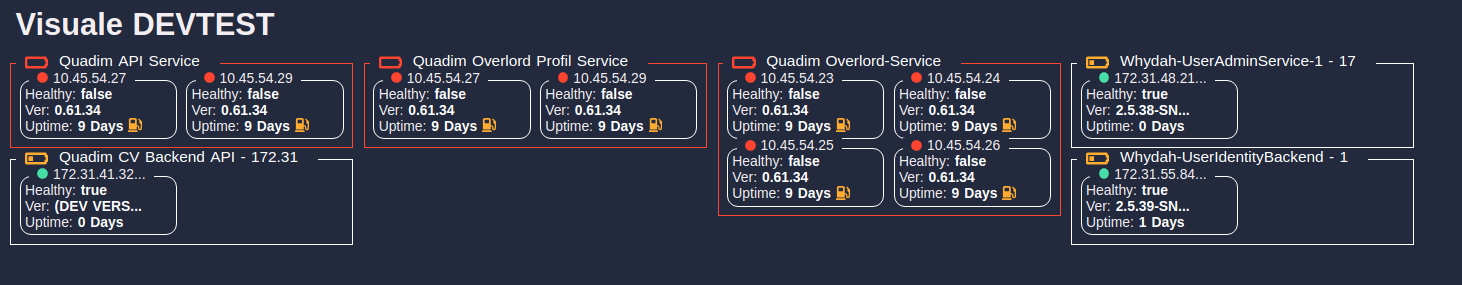 Visuale DEVTEST
Quadim API Service
10.45.54.27
Healthy: false
Ver: 0.61.34
Uptime: 9 Days
10.45.54.29
Healthy: false
Ver: 0.61.34
Uptime: 9 Days
Quadim Overlord Profil Service
10.45.54.27
Healthy: false
Ver: 0.61.34
Uptime: 9 Days
10.45.54.29
Healthy: false
Ver: 0.61.34
Uptime: 9 Days
Quadim Overlord-Service
10.45.54.23
Healthy: false
Ver: 0.61.34
Uptime: 9 Days
10.45.54.24
Healthy: false
Ver: 0.61.34
Uptime: 9 Days
10.45.54.25
Healthy: false
Ver: 0.61.34
Uptime: 9 Days
10.45.54.26
Healthy: false
Ver: 0.61.34
Uptime: 9 Days
Whydah-UserAdminService-1 - 17
172.31.48.21...
Healthy: true
Ver: 2.5.38-SN...
Uptime: 0 Days
Quadim CV Backend API - 172.31
172.31.41.32...
Healthy: true
Ver: (DEV VERS...
Uptime: 0 Days
Whydah-UserIdentityBackend - 1
172.31.55.84...
Healthy: true
Ver: 2.5.39-SN...
Uptime: 1 Days